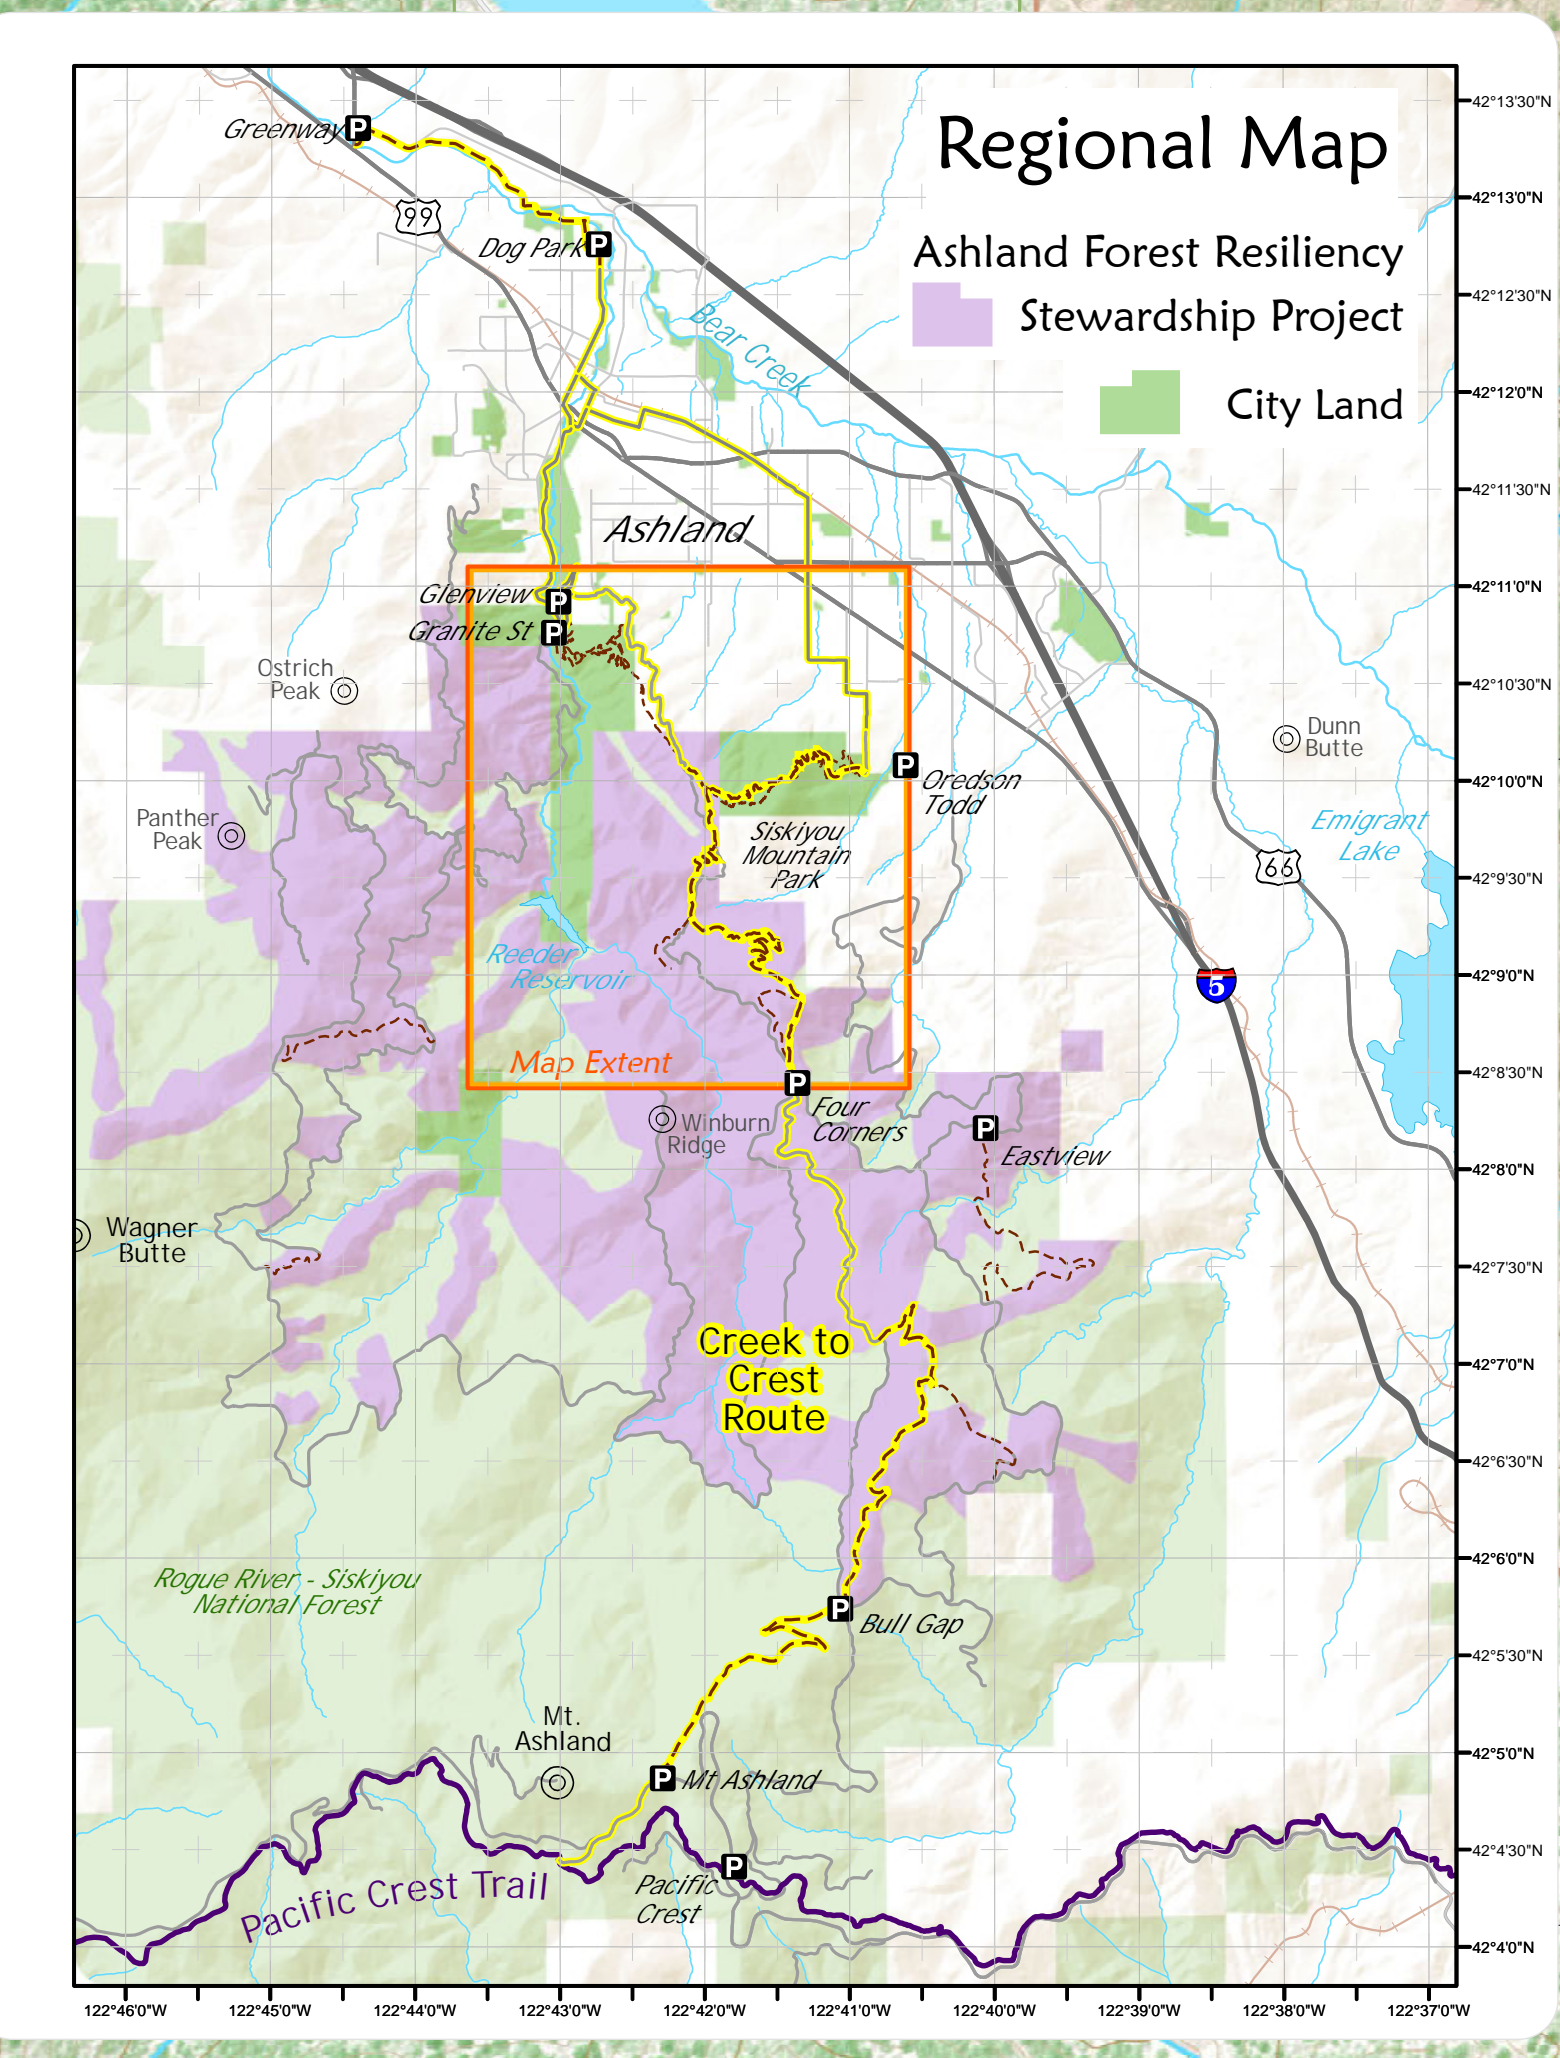 Regional Map
Ashland Forest Resiliency
Stewardship Project
City Land
Greenway
P
99
Dog Park
P
Bear Creek
Ashland
Glenview
P
Granite St
P
Ostrich
Peak
Dunn
Butte
P
Oredson
Todd
Panther
Peak
Siskiyou
Mountain
Park
Emigrant
Lake
66
Reeder
Reservoir
5
Map Extent
P
Four
Corners
Winburn
Ridge
P
Eastview
Wagner
Butte
Creek to
Crest
Route
Rogue River - Siskiyou
National Forest
P
Bull Gap
Mt.
Ashland
P
Mt Ashland
Pacific Crest Trail
P
Pacific
Crest
42°13'30"N
42°13'0"N
42°12'30"N
42°12'0"N
42°11'30"N
42°11'0"N
42°10'30"N
42°10'0"N
42°9'30"N
42°9'0"N
42°8'30"N
42°8'0"N
42°7'30"N
42°7'0"N
42°6'30"N
42°6'0"N
42°5'30"N
42°5'0"N
42°4'30"N
42°4'0"N
122°46'0"W 122°45'0"W 122°44'0"W 122°43'0"W 122°42'0"W 122°41'0"W 122°40'0"W 122°39'0"W 122°38'0"W 122°37'0"W